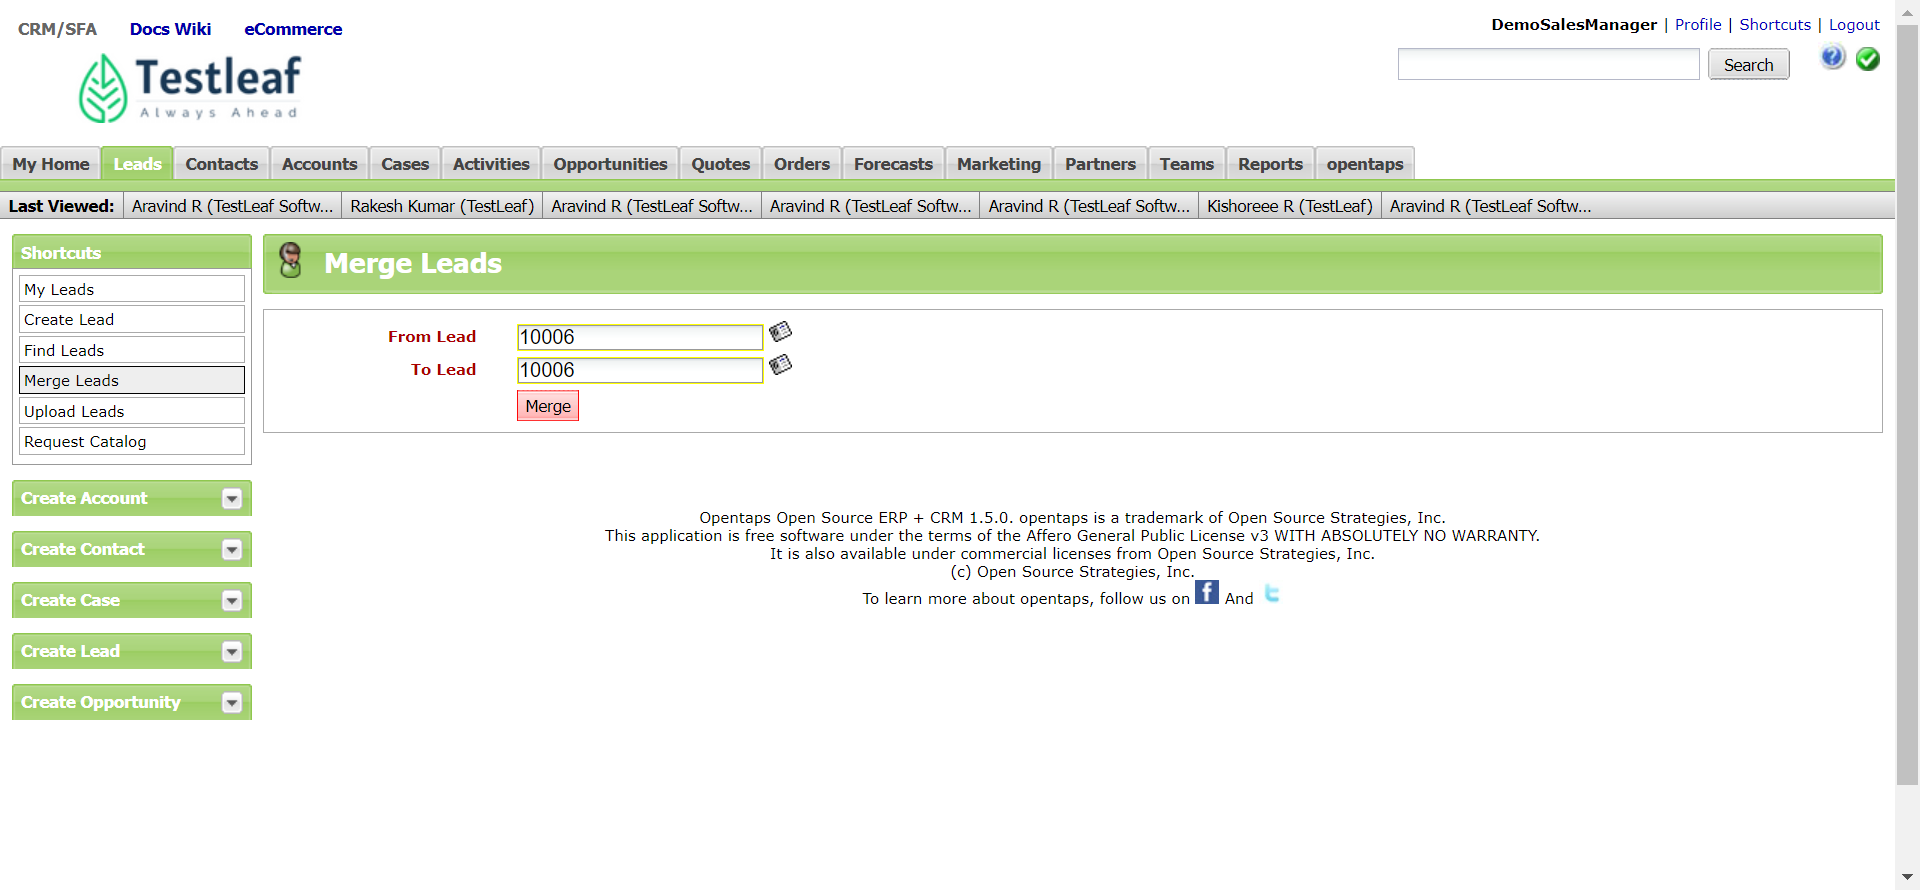 CRM/SFA Docs Wiki eCommerce
DemoSalesManager | Profile | Shortcuts | Logout
Testleaf
Always Ahead
Search
My Home Leads Contacts Accounts Cases Activities Opportunities Quotes Orders Forecasts Marketing Partners Teams Reports opentaps
Last Viewed: Aravind R (TestLeaf Softw... Rakesh Kumar (TestLeaf) Aravind R (TestLeaf Softw... Aravind R (TestLeaf Softw... Aravind R (TestLeaf Softw... Kishoreee R (TestLeaf) Aravind R (TestLeaf Softw...
Shortcuts
My Leads
Create Lead
Find Leads
Merge Leads
Upload Leads
Request Catalog
Create Account
Create Contact
Create Case
Create Lead
Create Opportunity
Merge Leads
From Lead 10006
To Lead 10006
Merge
Opentaps Open Source ERP + CRM 1.5.0. opentaps is a trademark of Open Source Strategies, Inc.
This application is free software under the terms of the Affero General Public License v3 WITH ABSOLUTELY NO WARRANTY.
It is also available under commercial licenses from Open Source Strategies, Inc.
(c) Open Source Strategies, Inc.
To learn more about opentaps, follow us on f And t